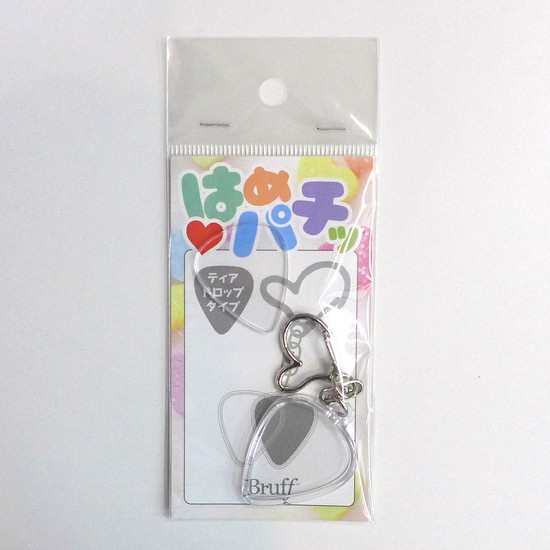 はめ
パチッ
ティア
ドロップ
タイプ
Bruff